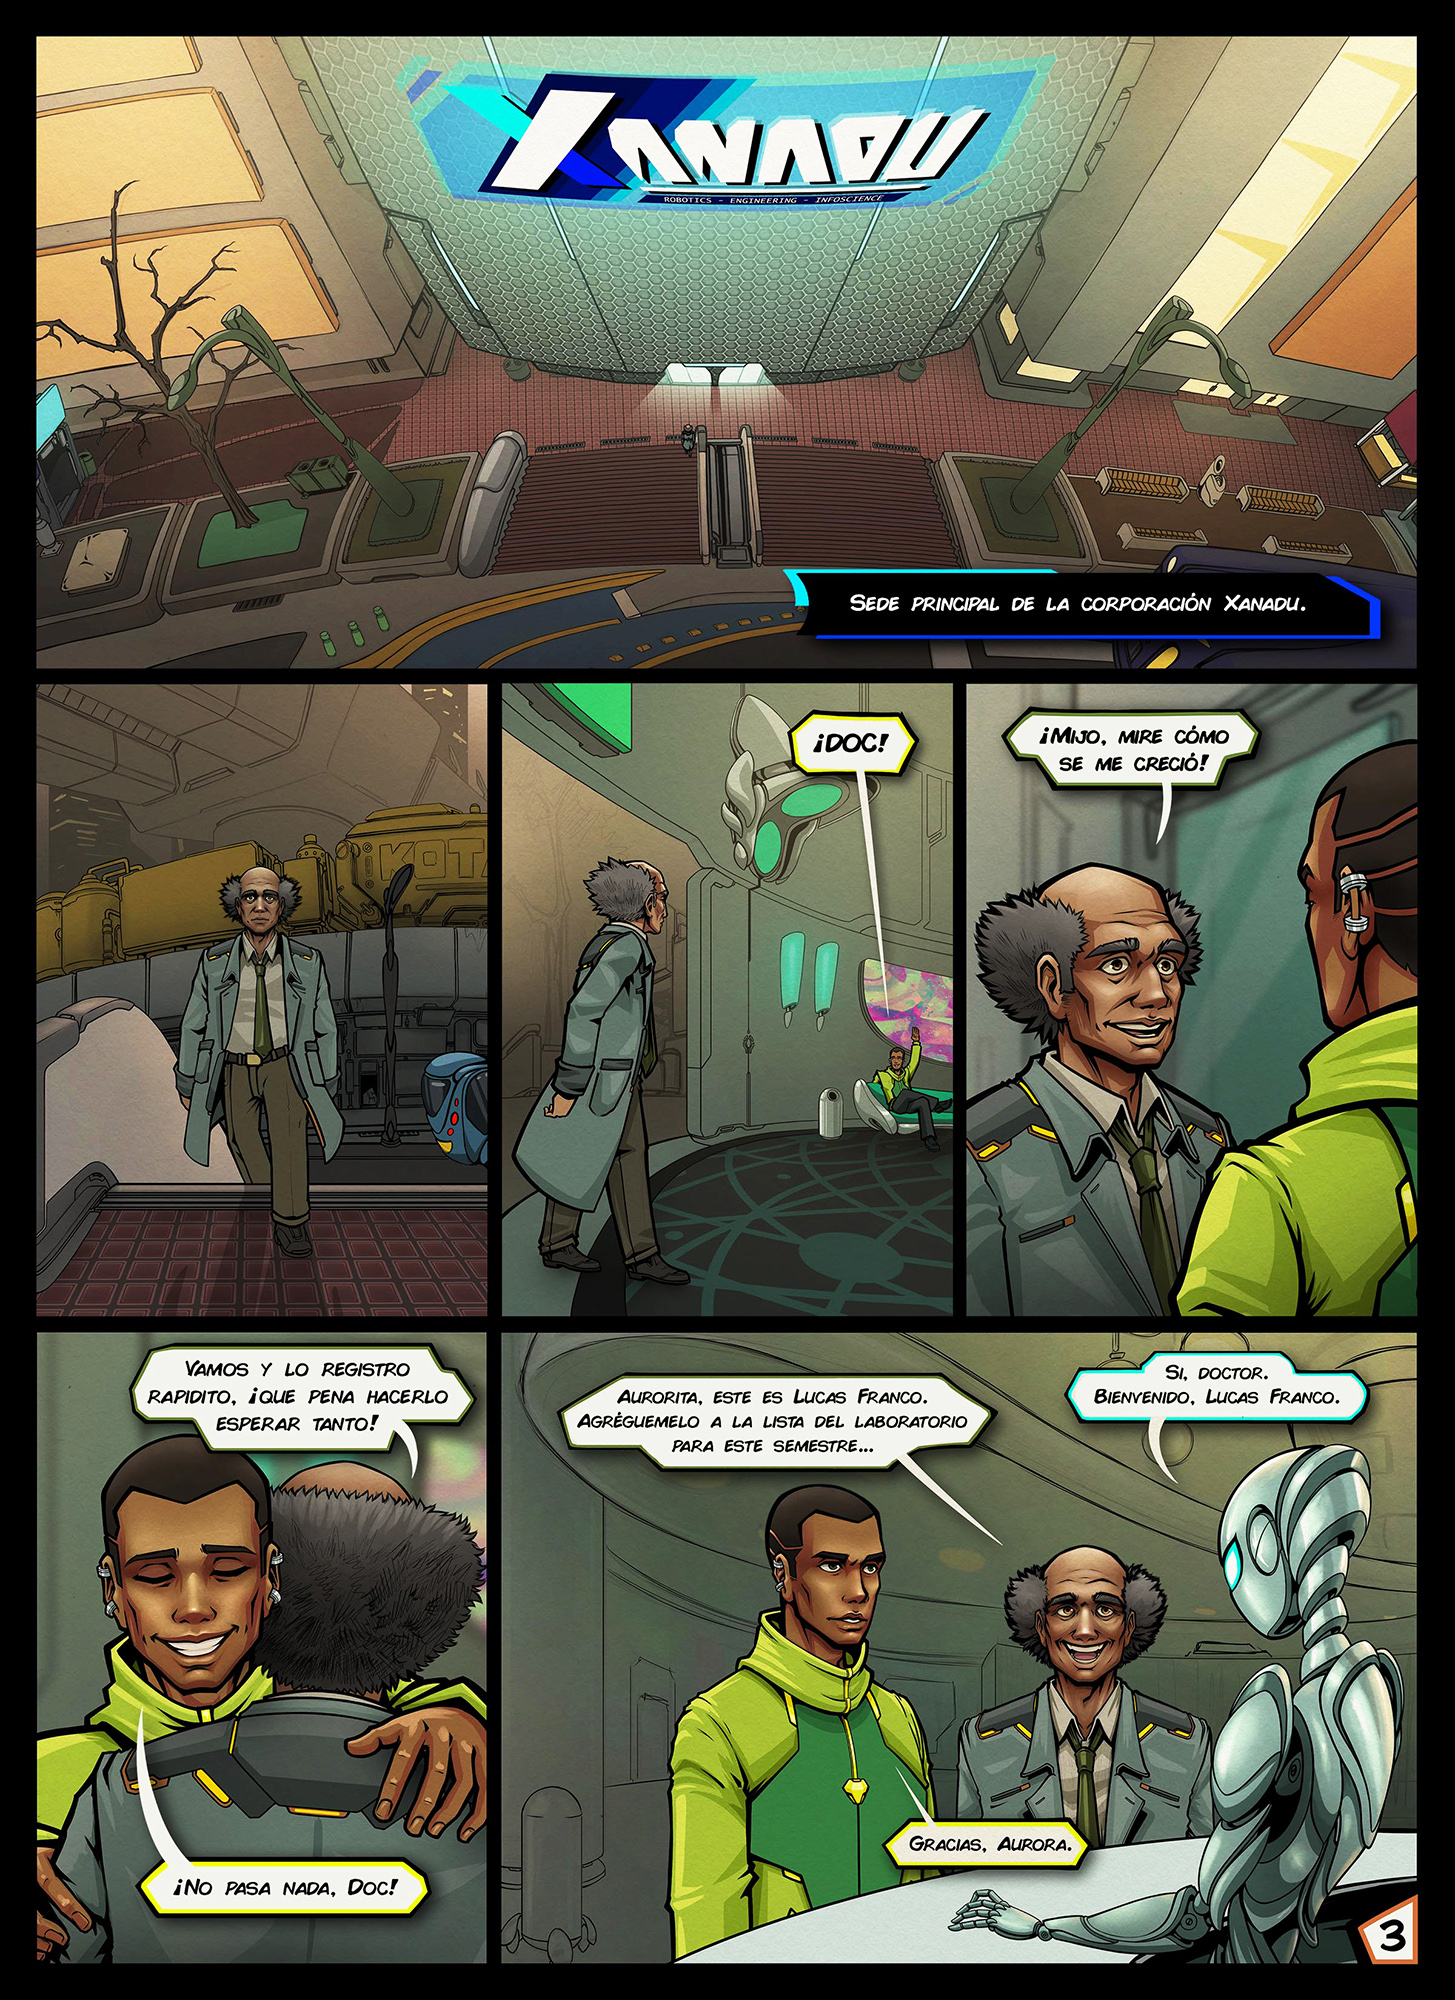 XANADU
ROBOTICS - ENGINEERING - INFOSCIENCE
SEDE PRINCIPAL DE LA CORPORACIÓN XANADU.
KOTA
¡DOC!
¡MIJO, MIRE CÓMO
SE ME CRECIÓ!
VAMOS Y LO REGISTRO
RAPIDITO, ¡QUE PENA HACERLO
ESPERAR TANTO!
¡NO PASA NADA, DOC!
AURORITA, ESTE ES LUCAS FRANCO.
AGRÉGUEMELO A LA LISTA DEL LABORATORIO
PARA ESTE SEMESTRE...
SI, DOCTOR.
BIENVENIDO, LUCAS FRANCO.
GRACIAS, AURORA.
3